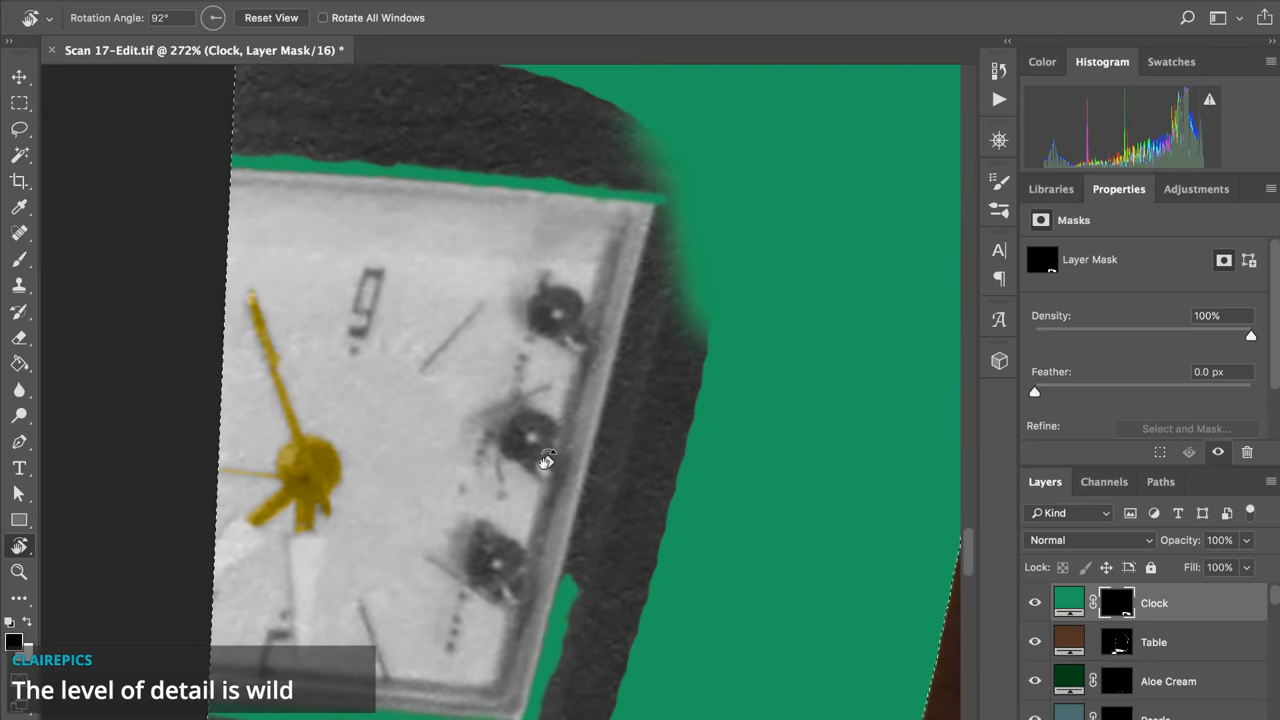 Rotation Angle: 92° Reset View Rotate All Windows
Scan 17-Edit.tif @ 272% (Clock, Layer Mask/16) *
Color Histogram Swatches
Libraries Properties Adjustments
Masks
Layer Mask
Density: 100%
Feather: 0.0 px
Refine: Select and Mask...
Layers Channels Paths
Kind
Normal Opacity: 100%
Lock: Fill: 100%
Clock
Table
Aloe Cream
CLAIREPICS
The level of detail is wild